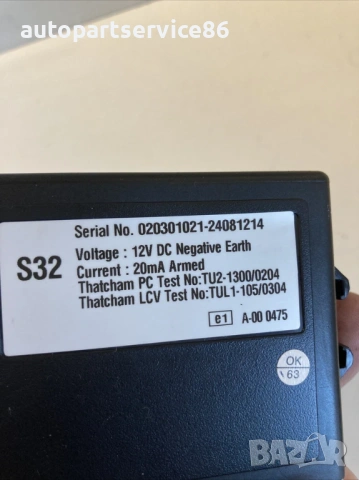 autopartservice86
Serial No. 020301021-24081214
S32
Voltage : 12V DC Negative Earth
Current : 20mA Armed
Thatcham PC Test No:TU2-1300/0204
Thatcham LCV Test No:TUL1-105/0304
e1 A-00 0475
OK
63
BAZAR